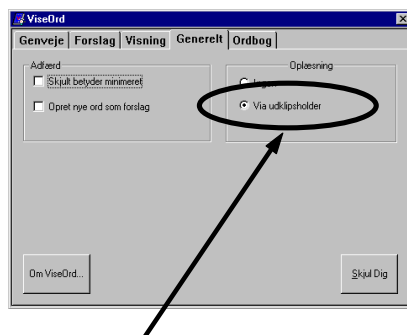 ViseOrd
Genveje Forslag Visning Generelt Ordbog
Adfærd
Skjult betyder minimeret
Opret nye ord som forslag
Oplæsning
Ingen
Via udklipsholder
Om ViseOrd...
Skjul Dig